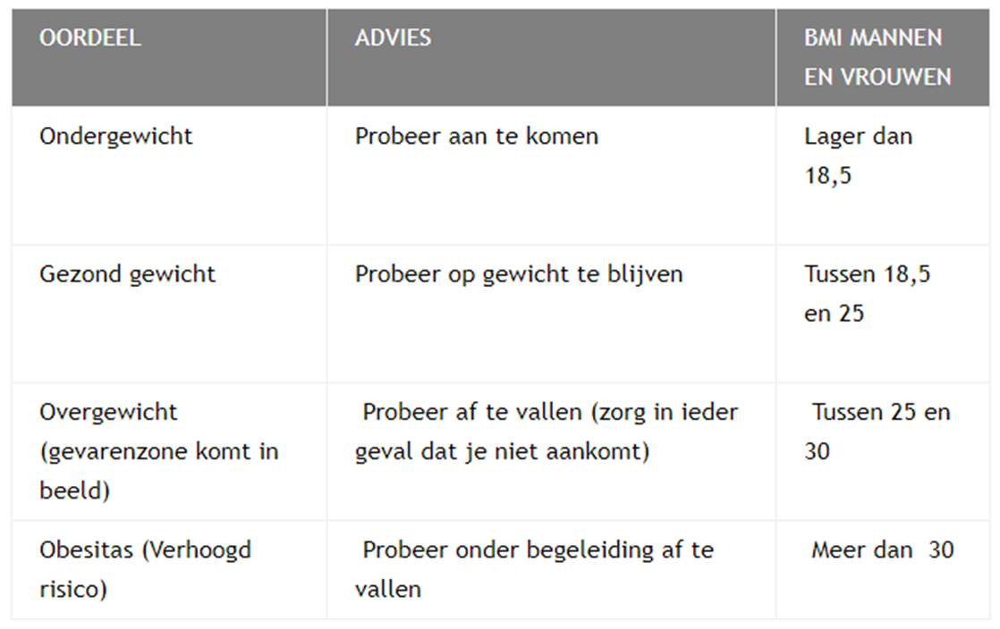 OORDEEL
ADVIES
BMI MANNEN
EN VROUWEN
Ondergewicht
Probeer aan te komen
Lager dan
18,5
Gezond gewicht
Probeer op gewicht te blijven
Tussen 18,5
en 25
Overgewicht
(gevarenzone komt in
beeld)
Probeer af te vallen (zorg in ieder
geval dat je niet aankomt)
Tussen 25 en
30
Obesitas (Verhoogd
risico)
Probeer onder begeleiding af te
vallen
Meer dan  30